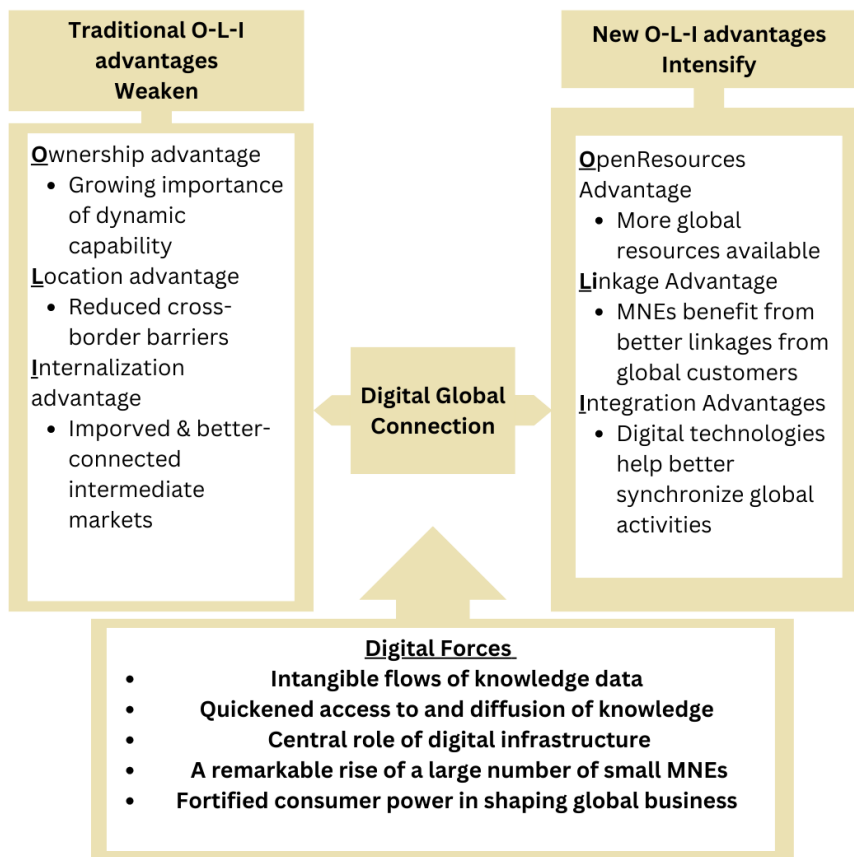 Traditional O-L-I
advantages
Weaken
Ownership advantage
• Growing importance
of dynamic
capability
Location advantage
• Reduced cross-
border barriers
Internalization
advantage
• Imporved & better-
connected
intermediate
markets
Digital Global
Connection
New O-L-I advantages
Intensify
OpenResources
Advantage
• More global
resources available
Linkage Advantage
• MNEs benefit from
better linkages from
global customers
Integration Advantages
• Digital technologies
help better
synchronize global
activities
Digital Forces
• Intangible flows of knowledge data
• Quickened access to and diffusion of knowledge
• Central role of digital infrastructure
• A remarkable rise of a large number of small MNEs
• Fortified consumer power in shaping global business